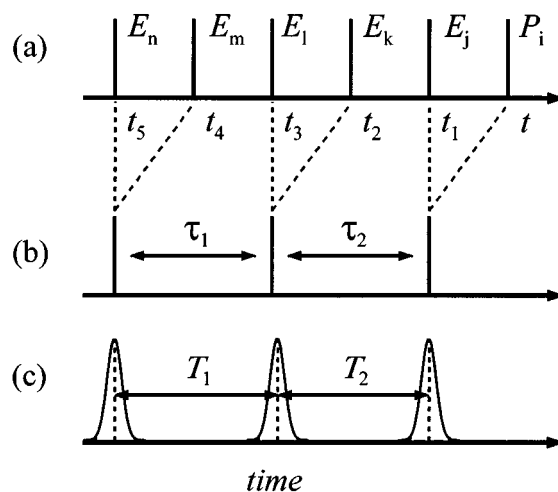 (a) E_n E_m E_l E_k E_j P_i
t_5 t_4 t_3 t_2 t_1 t
(b) τ_1 τ_2
(c) T_1 T_2
time